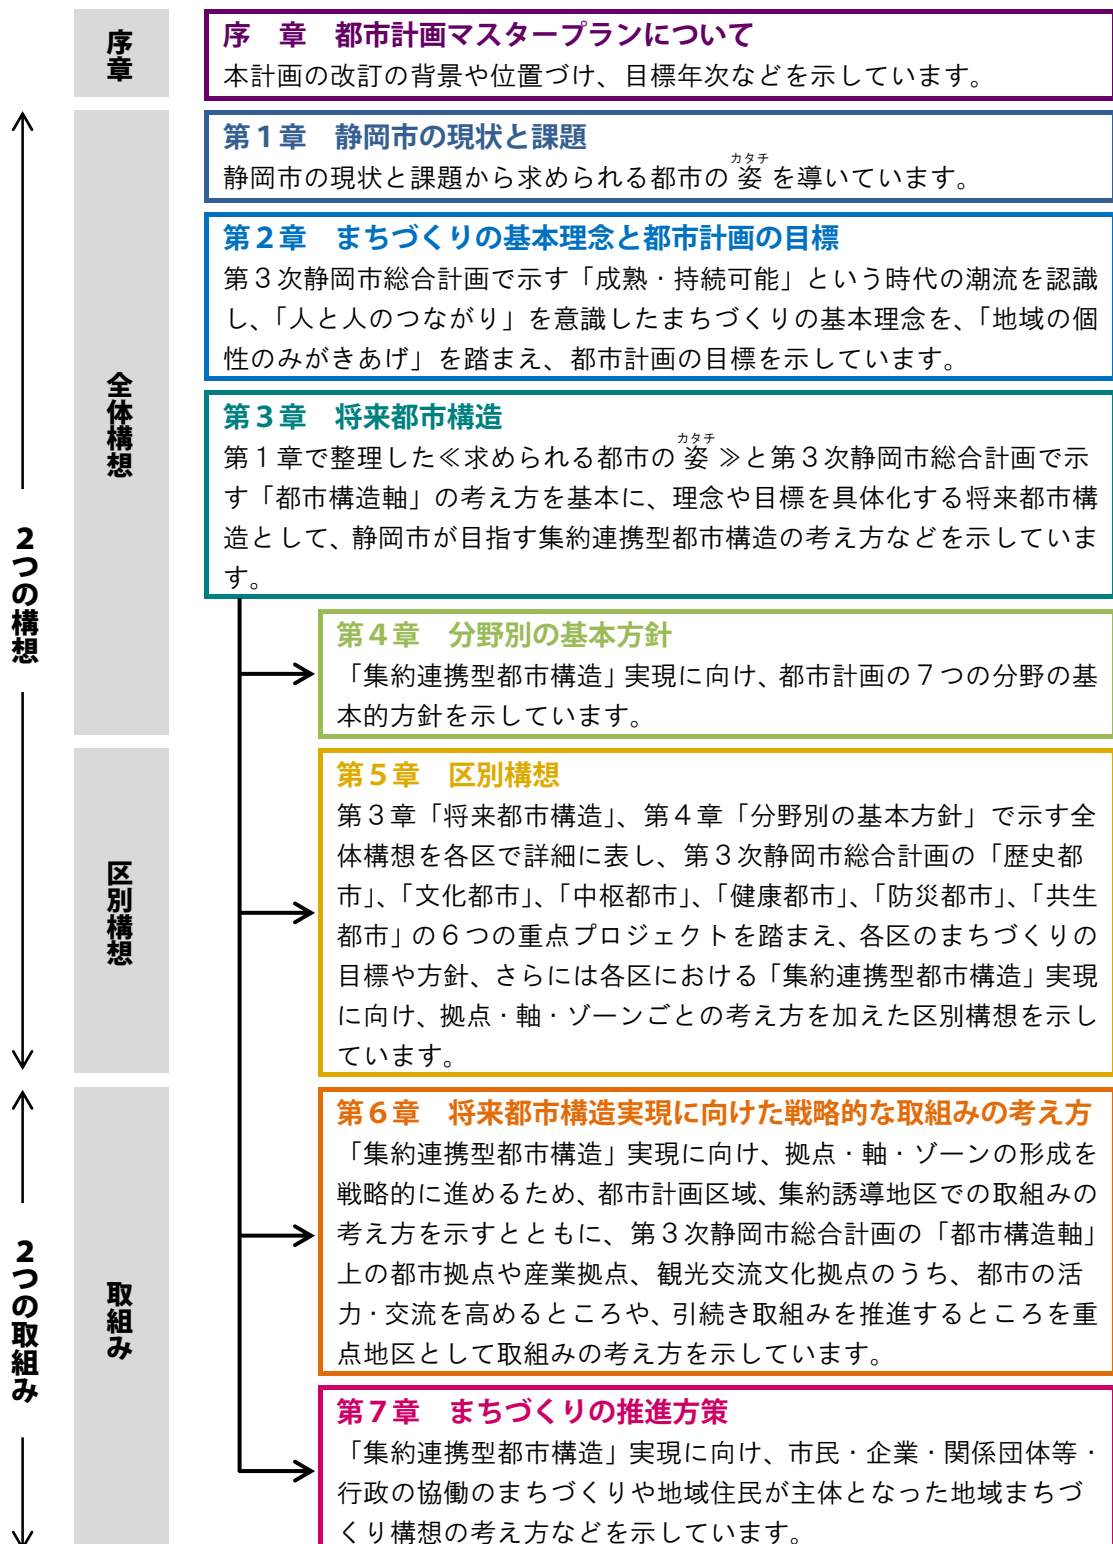 序章
序　章　都市計画マスタープランについて
本計画の改訂の背景や位置づけ、目標年次などを示しています。
2つの構想
全体構想
第1章　静岡市の現状と課題
静岡市の現状と課題から求められる都市の姿を導いています。
カタチ
第2章　まちづくりの基本理念と都市計画の目標
第3次静岡市総合計画で示す「成熟・持続可能」という時代の潮流を認識
し、「人と人のつながり」を意識したまちづくりの基本理念を、「地域の個
性のみがきあげ」を踏まえ、都市計画の目標を示しています。
第3章　将来都市構造
カタチ
第1章で整理した≪求められる都市の姿≫と第3次静岡市総合計画で示
す「都市構造軸」の考え方を基本に、理念や目標を具体化する将来都市構
造として、静岡市が目指す集約連携型都市構造の考え方などを示していま
す。
第4章　分野別の基本方針
「集約連携型都市構造」実現に向け、都市計画の7つの分野の基
本的方針を示しています。
区別構想
第5章　区別構想
第3章「将来都市構造」、第4章「分野別の基本方針」で示す全
体構想を各区で詳細に表し、第3次静岡市総合計画の「歴史都
市」、「文化都市」、「中枢都市」、「健康都市」、「防災都市」、「共生
都市」の6つの重点プロジェクトを踏まえ、各区のまちづくりの
目標や方針、さらには各区における「集約連携型都市構造」実現
に向け、拠点・軸・ゾーンごとの考え方を加えた区別構想を示し
ています。
2つの取組み
取組み
第6章　将来都市構造実現に向けた戦略的な取組みの考え方
「集約連携型都市構造」実現に向け、拠点・軸・ゾーンの形成を
戦略的に進めるため、都市計画区域、集約誘導地区での取組みの
考え方を示すとともに、第3次静岡市総合計画の「都市構造軸」
上の都市拠点や産業拠点、観光交流文化拠点のうち、都市の活
力・交流を高めるところや、引続き取組みを推進するところを重
点地区として取組みの考え方を示しています。
第7章　まちづくりの推進方策
「集約連携型都市構造」実現に向け、市民・企業・関係団体等・
行政の協働のまちづくりや地域住民が主体となった地域まちづ
くり構想の考え方などを示しています。